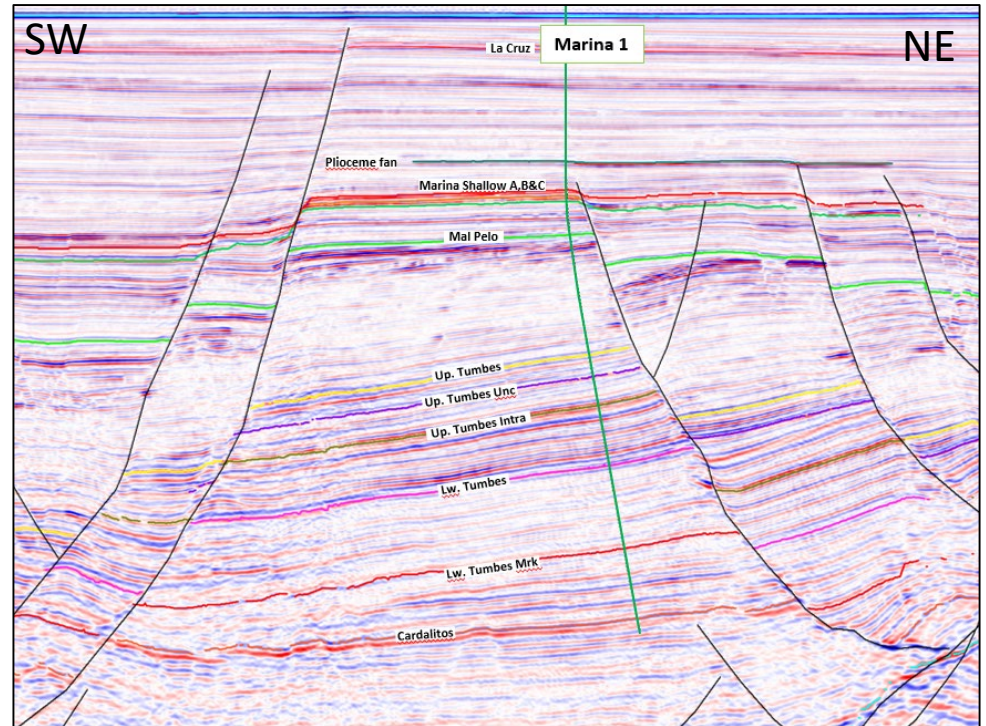 SW
NE
La Cruz
Marina 1
Plioceme fan
Marina Shallow A,B&C
Mal Pelo
Up. Tumbes
Up. Tumbes Unc
Up. Tumbes Intra
Lw. Tumbes
Lw. Tumbes Mrk
Cardalitos